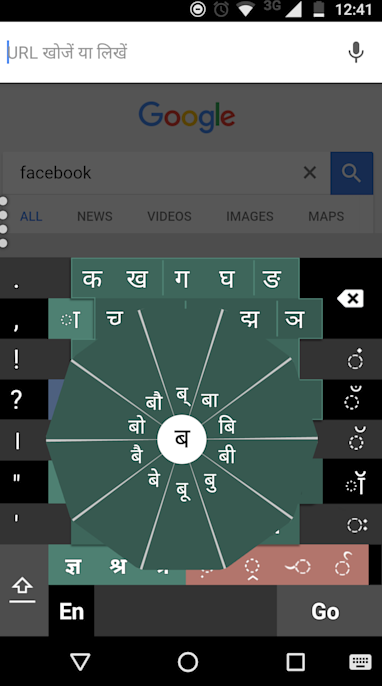 3G 12:41
URL खोजें या लिखें
Google
facebook
ALL NEWS VIDEOS IMAGES MAPS
. क ख ग घ ङ
, ा च ञ
! ं
बौ ब् बा
? ॅ
बो बि
| ब ँ
बै बी
" बे बू बु ॉ
' ः
ज्ञ श्र
En Go